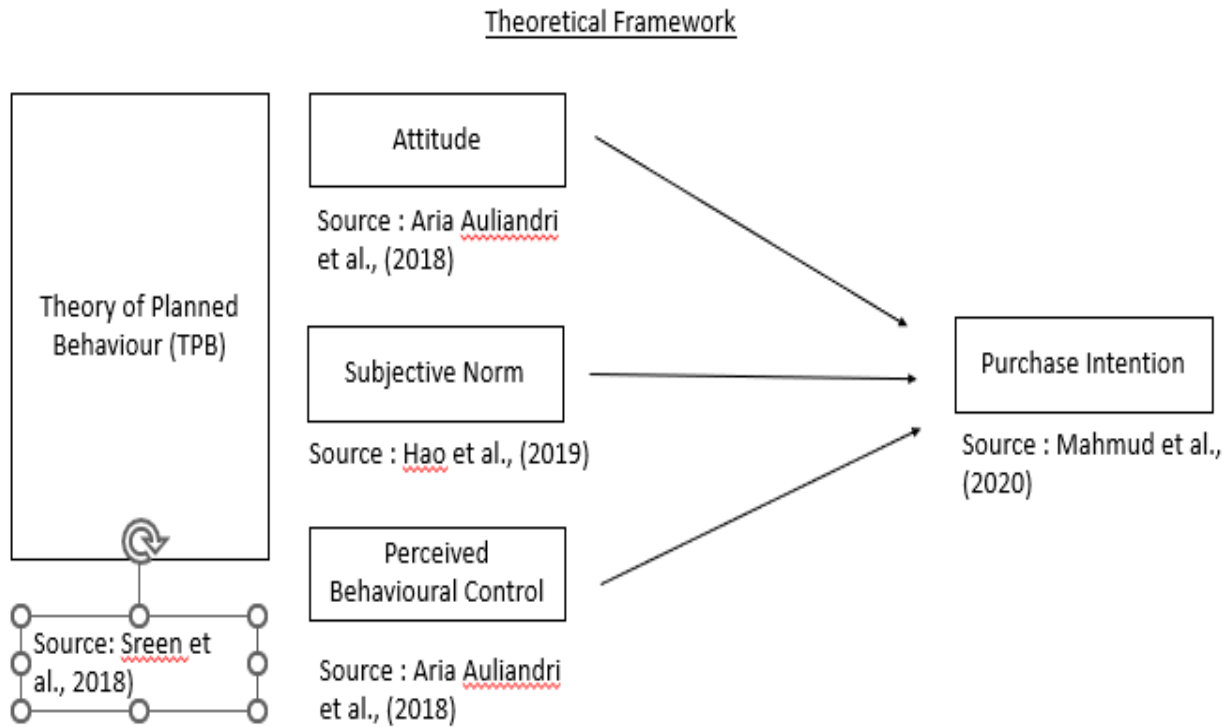 Theoretical Framework
Theory of Planned
Behaviour (TPB)
Source: Sreen et
al., 2018)
Attitude
Source : Aria Auliandri
et al., (2018)
Subjective Norm
Source : Hao et al., (2019)
Perceived
Behavioural Control
Source : Aria Auliandri
et al., (2018)
Purchase Intention
Source : Mahmud et al.,
(2020)